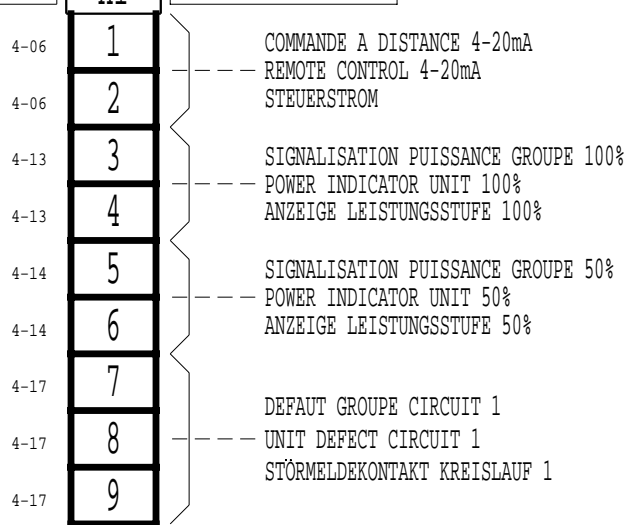 4-06 1 COMMANDE A DISTANCE 4-20mA
REMOTE CONTROL 4-20mA
4-06 2 STEUERSTROM
4-13 3 SIGNALISATION PUISSANCE GROUPE 100%
POWER INDICATOR UNIT 100%
4-13 4 ANZEIGE LEISTUNGSSTUFE 100%
4-14 5 SIGNALISATION PUISSANCE GROUPE 50%
POWER INDICATOR UNIT 50%
4-14 6 ANZEIGE LEISTUNGSSTUFE 50%
4-17 7
DEFAUT GROUPE CIRCUIT 1
4-17 8 UNIT DEFECT CIRCUIT 1
STÖRMELDEKONTAKT KREISLAUF 1
4-17 9